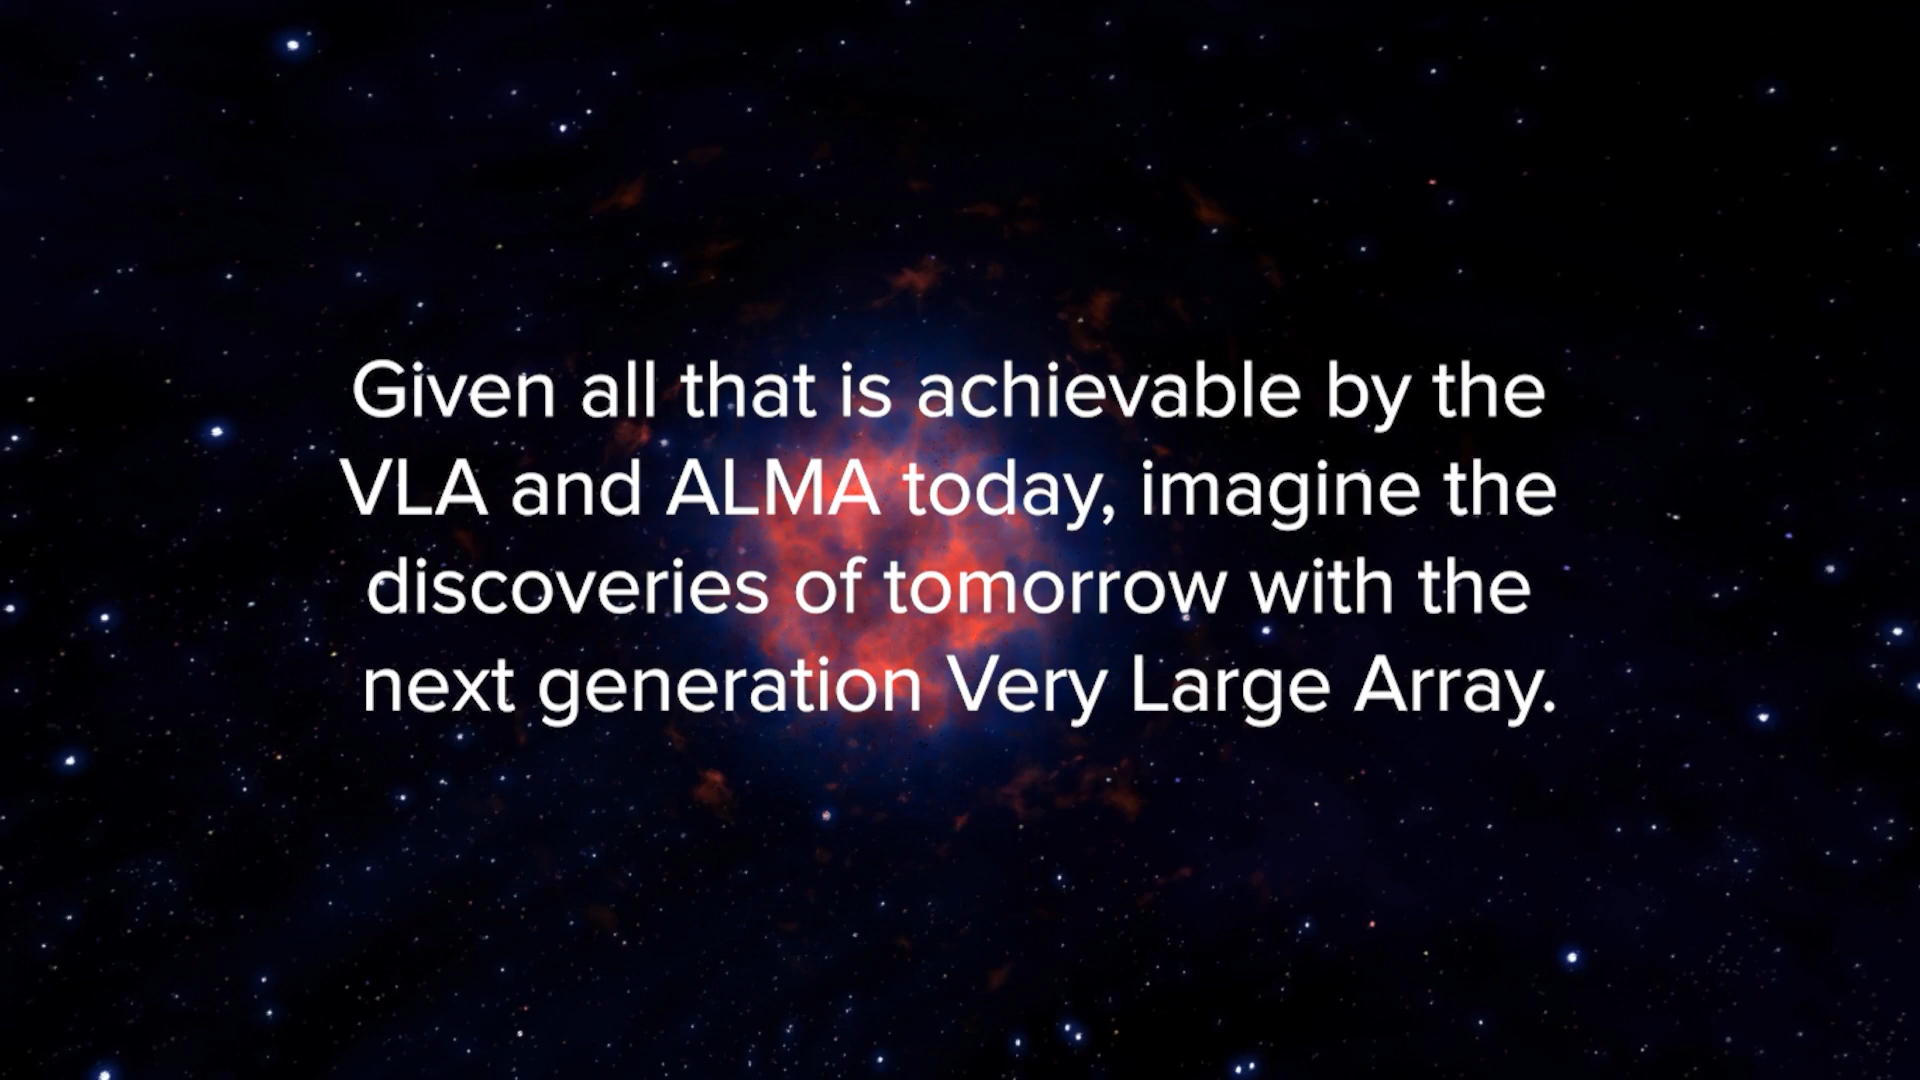 Given all that is achievable by the
VLA and ALMA today, imagine the
discoveries of tomorrow with the
next generation Very Large Array.